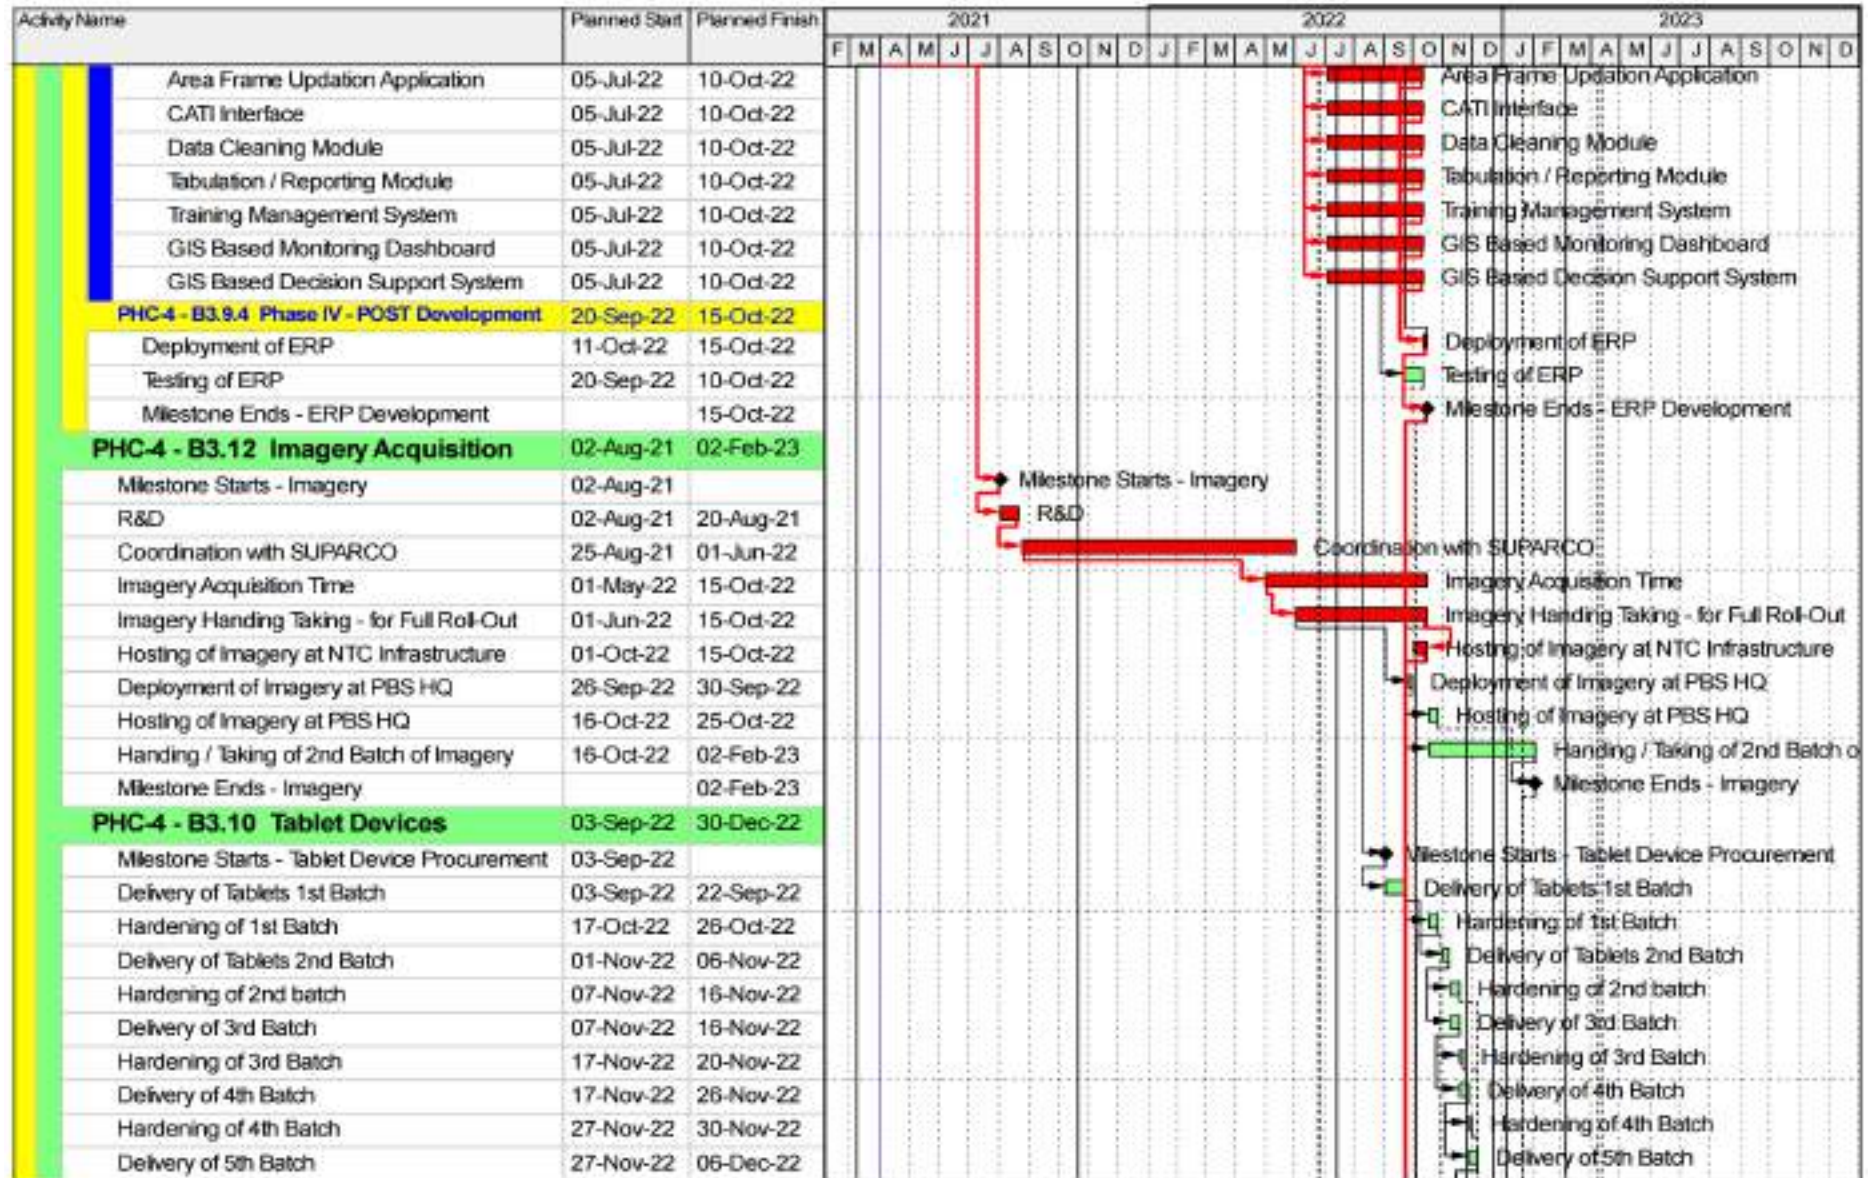 Activity Name Planned Start Planned Finish 2021 2022 2023
F M A M J J A S O N D J F M A M J J A S O N D J F M A M J J A S O N D
Area Frame Updation Application 05-Jul-22 10-Oct-22 Area Frame Updation Application
CATI Interface 05-Jul-22 10-Oct-22 CATI Interface
Data Cleaning Module 05-Jul-22 10-Oct-22 Data Cleaning Module
Tabulation / Reporting Module 05-Jul-22 10-Oct-22 Tabulation / Reporting Module
Training Management System 05-Jul-22 10-Oct-22 Training Management System
GIS Based Monitoring Dashboard 05-Jul-22 10-Oct-22 GIS Based Monitoring Dashboard
GIS Based Decision Support System 05-Jul-22 10-Oct-22 GIS Based Decision Support System
PHC-4 - B3.9.4 Phase IV - POST Development 20-Sep-22 15-Oct-22
Deployment of ERP 11-Oct-22 15-Oct-22 Deployment of ERP
Testing of ERP 20-Sep-22 10-Oct-22 Testing of ERP
Milestone Ends - ERP Development 15-Oct-22 Milestone Ends - ERP Development
PHC-4 - B3.12 Imagery Acquisition 02-Aug-21 02-Feb-23
Milestone Starts - Imagery 02-Aug-21 Milestone Starts - Imagery
R&D 02-Aug-21 20-Aug-21 R&D
Coordination with SUPARCO 25-Aug-21 01-Jun-22 Coordination with SUPARCO
Imagery Acquisition Time 01-May-22 15-Oct-22 Imagery Acquisition Time
Imagery Handing Taking - for Full Roll-Out 01-Jun-22 15-Oct-22 Imagery Handing Taking - for Full Roll-Out
Hosting of Imagery at NTC Infrastructure 01-Oct-22 15-Oct-22 Hosting of Imagery at NTC Infrastructure
Deployment of Imagery at PBS HQ 26-Sep-22 30-Sep-22 Deployment of Imagery at PBS HQ
Hosting of Imagery at PBS HQ 16-Oct-22 25-Oct-22 Hosting of Imagery at PBS HQ
Handing / Taking of 2nd Batch of Imagery 16-Oct-22 02-Feb-23 Handing / Taking of 2nd Batch o
Milestone Ends - Imagery 02-Feb-23 Milestone Ends - Imagery
PHC-4 - B3.10 Tablet Devices 03-Sep-22 30-Dec-22
Milestone Starts - Tablet Device Procurement 03-Sep-22 Milestone Starts - Tablet Device Procurement
Delivery of Tablets 1st Batch 03-Sep-22 22-Sep-22 Delivery of Tablets 1st Batch
Hardening of 1st Batch 17-Oct-22 26-Oct-22 Hardening of 1st Batch
Delivery of Tablets 2nd Batch 01-Nov-22 06-Nov-22 Delivery of Tablets 2nd Batch
Hardening of 2nd batch 07-Nov-22 16-Nov-22 Hardening of 2nd batch
Delivery of 3rd Batch 07-Nov-22 16-Nov-22 Delivery of 3rd Batch
Hardening of 3rd Batch 17-Nov-22 20-Nov-22 Hardening of 3rd Batch
Delivery of 4th Batch 17-Nov-22 26-Nov-22 Delivery of 4th Batch
Hardening of 4th Batch 27-Nov-22 30-Nov-22 Hardening of 4th Batch
Delivery of 5th Batch 27-Nov-22 06-Dec-22 Delivery of 5th Batch